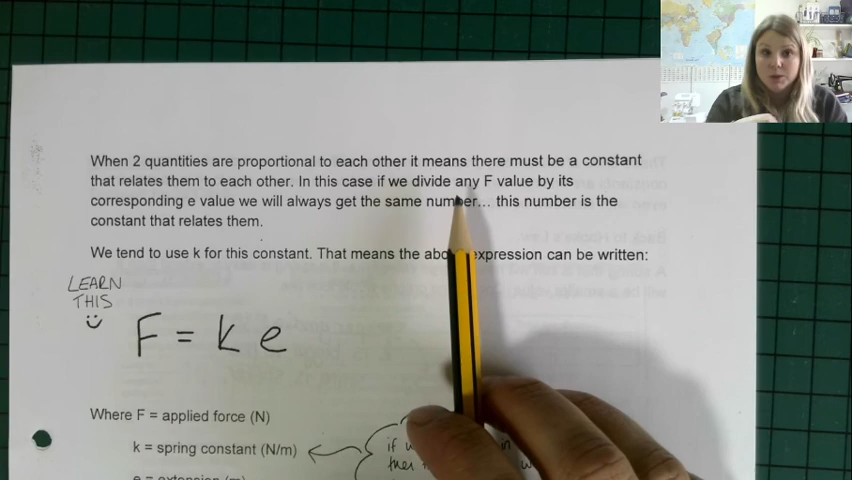 When 2 quantities are proportional to each other it means there must be a constant
that relates them to each other. In this case if we divide any F value by its
corresponding e value we will always get the same number... this number is the
constant that relates them.
We tend to use k for this constant. That means the expression can be written:
LEARN
THIS
F = k e
Where F = applied force (N)
k = spring constant (N/m)
if in
then
e = extension (m)